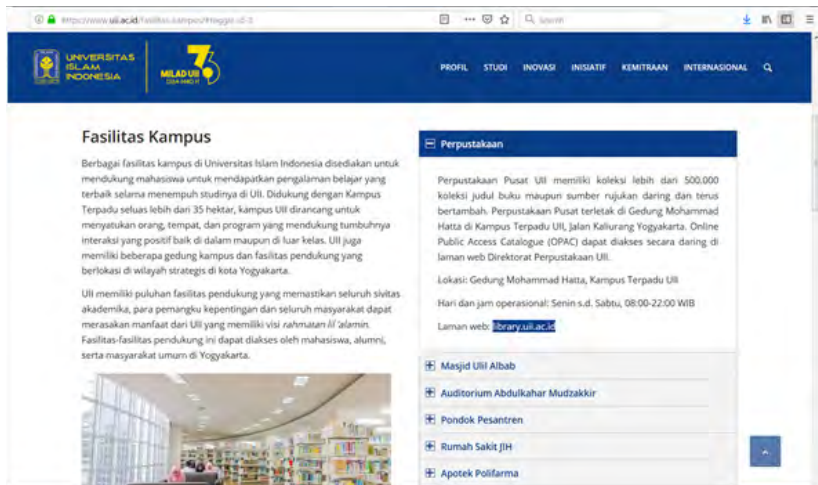 UNIVERSITAS
ISLAM
INDONESIA
MILAD UII
PROFIL STUDI INOVASI INISIATIF KEMITRAAN INTERNASIONAL
Fasilitas Kampus
Berbagai fasilitas kampus di Universitas Islam Indonesia disediakan untuk
mendukung mahasiswa untuk mendapatkan pengalaman belajar yang
terbaik selama menempuh studinya di UII. Didukung dengan Kampus
Terpadu seluas lebih dari 35 hektar, kampus UII dirancang untuk
menyatukan orang, tempat, dan program yang mendukung tumbuhnya
interaksi yang positif baik di dalam maupun di luar kelas. UII juga
memiliki beberapa gedung kampus dan fasilitas pendukung yang
berlokasi di wilayah strategis di kota Yogyakarta.
UII memiliki puluhan fasilitas pendukung yang memastikan seluruh sivitas
akademika, para pemangku kepentingan dan seluruh masyarakat dapat
merasakan manfaat dari UII yang memiliki visi rahmatan lil 'alamin.
Fasilitas-fasilitas pendukung ini dapat diakses oleh mahasiswa, alumni,
serta masyarakat umum di Yogyakarta.
Perpustakaan
Perpustakaan Pusat UII memiliki koleksi lebih dari 500.000
koleksi judul buku maupun sumber rujukan daring dan terus
bertambah. Perpustakaan Pusat terletak di Gedung Mohammad
Hatta di Kampus Terpadu UII, Jalan Kaliurang Yogyakarta. Online
Public Access Catalogue (OPAC) dapat diakses secara daring di
laman web Direktorat Perpustakaan UII.
Lokasi: Gedung Mohammad Hatta, Kampus Terpadu UII
Hari dan jam operasional: Senin s.d. Sabtu, 08:00-22:00 WIB
Laman web: library.uii.ac.id
Masjid Ulil Albab
Auditorium Abdulkahar Mudzakkir
Pondok Pesantren
Rumah Sakit JIH
Apotek Polifarma